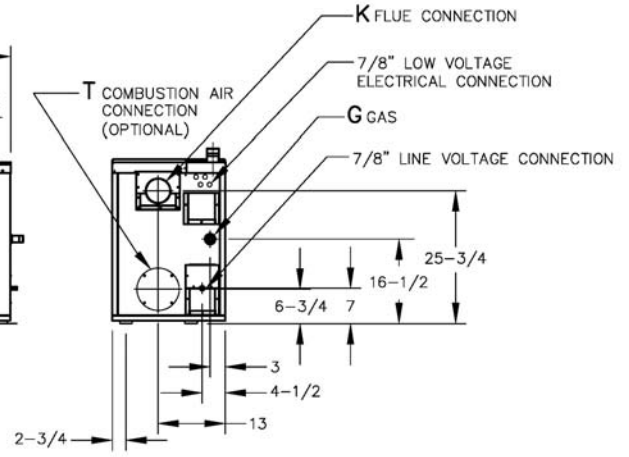 K FLUE CONNECTION
7/8" LOW VOLTAGE
ELECTRICAL CONNECTION
T COMBUSTION AIR
CONNECTION
(OPTIONAL)
G GAS
7/8" LINE VOLTAGE CONNECTION
25-3/4
16-1/2
6-3/4
7
3
4-1/2
13
2-3/4